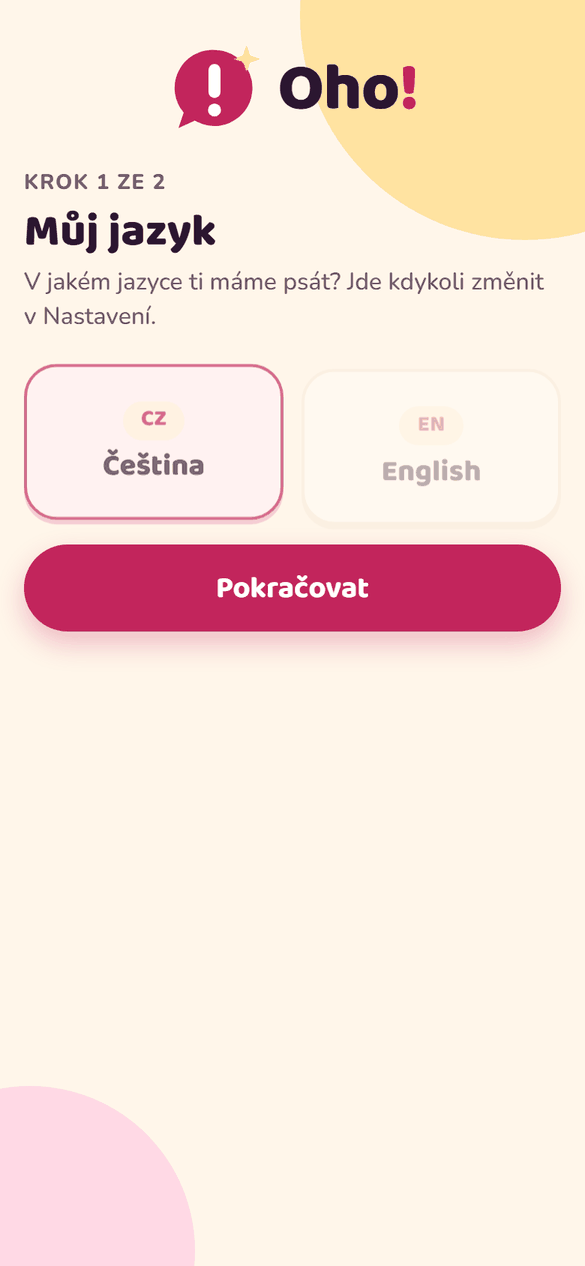 Oho!
KROK 1 ZE 2
Můj jazyk
V jakém jazyce ti máme psát? Jde kdykoli změnit
v Nastavení.
CZ
Čeština
EN
English
Pokračovat